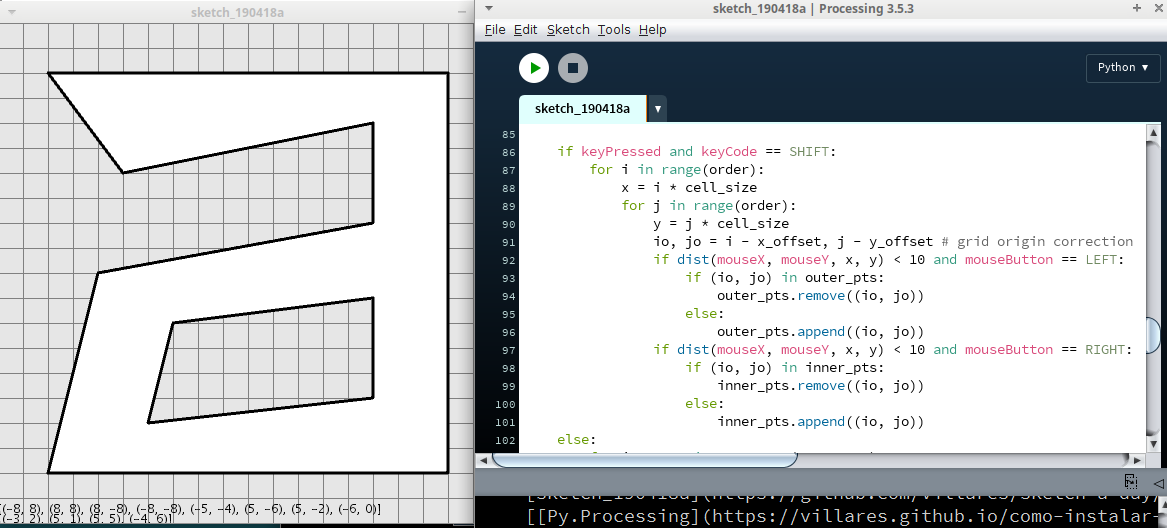 sketch_190418a
[(-8, 8), (8, 8), (8, -8), (-8, -8), (-5, -4), (5, -6), (5, -2), (-6, 0)]
[(-3, 2), (5, 1), (5, 5), (-4, 6)]
sketch_190418a | Processing 3.5.3
File Edit Sketch Tools Help
Python ▾
sketch_190418a ▾
85
86 if keyPressed and keyCode == SHIFT:
87 for i in range(order):
88 x = i * cell_size
89 for j in range(order):
90 y = j * cell_size
91 io, jo = i - x_offset, j - y_offset # grid origin correction
92 if dist(mouseX, mouseY, x, y) < 10 and mouseButton == LEFT:
93 if (io, jo) in outer_pts:
94 outer_pts.remove((io, jo))
95 else:
96 outer_pts.append((io, jo))
97 if dist(mouseX, mouseY, x, y) < 10 and mouseButton == RIGHT:
98 if (io, jo) in inner_pts:
99 inner_pts.remove((io, jo))
100 else:
101 inner_pts.append((io, jo))
102 else:
[sketch_190418a](https://github.com/villares/sketch-a-day/
[[Py.Processing](https://villares.github.io/como-instalar-